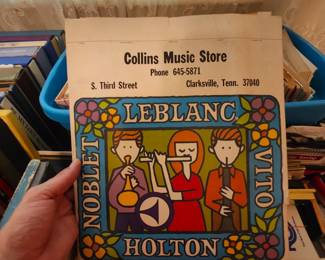 Collins Music Store
Phone 645-5871
S. Third Street Clarksville, Tenn. 37040
LEBLANC
NOBLET
VITO
HOLTON